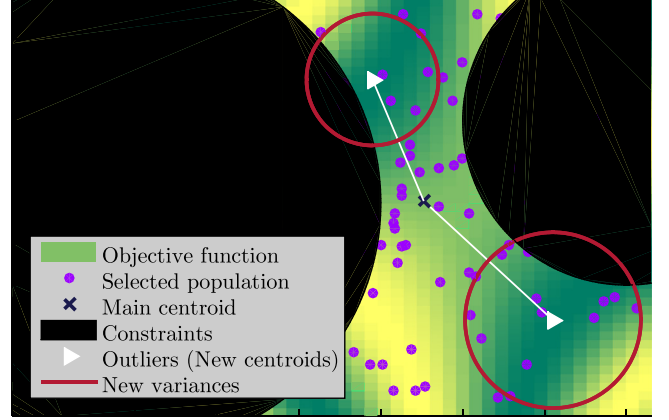 Objective function
Selected population
Main centroid
Constraints
Outliers (New centroids)
New variances